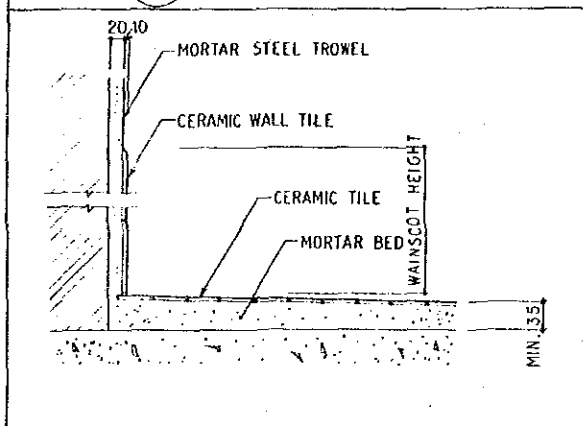 20,10
MORTAR STEEL TROWEL
CERAMIC WALL TILE
WAINSCOT HEIGHT
CERAMIC TILE
MORTAR BED
MIN. 35